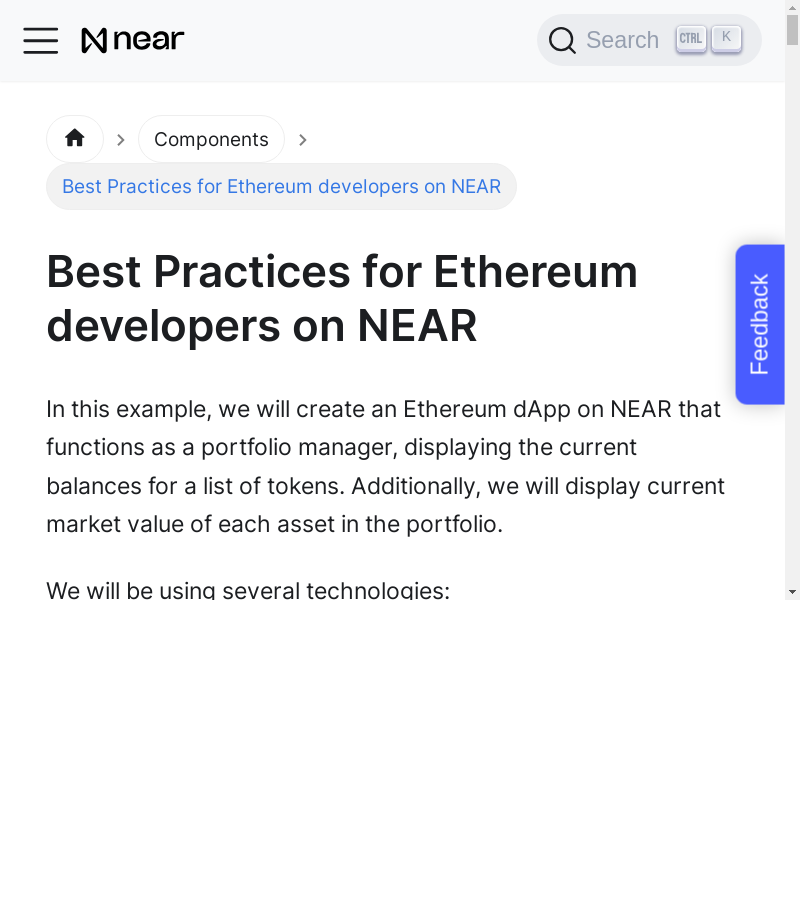 near
Search CTRL K
Components
Best Practices for Ethereum developers on NEAR
Best Practices for Ethereum
developers on NEAR
Feedback
In this example, we will create an Ethereum dApp on NEAR that
functions as a portfolio manager, displaying the current
balances for a list of tokens. Additionally, we will display current
market value of each asset in the portfolio.
We will be using several technologies: